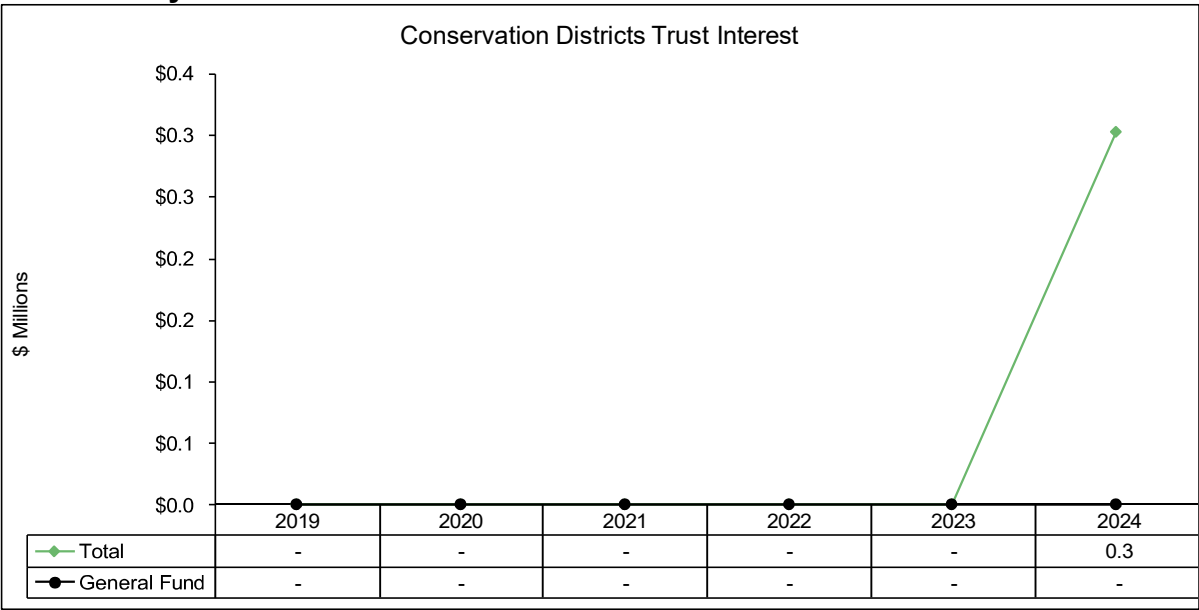 Conservation Districts Trust Interest
$0.4
$0.3
$0.3
$0.2
$0.2
$0.1
$0.1
$0.0
$ Millions
2019 2020 2021 2022 2023 2024
Total - - - - - 0.3
General Fund - - - - - -